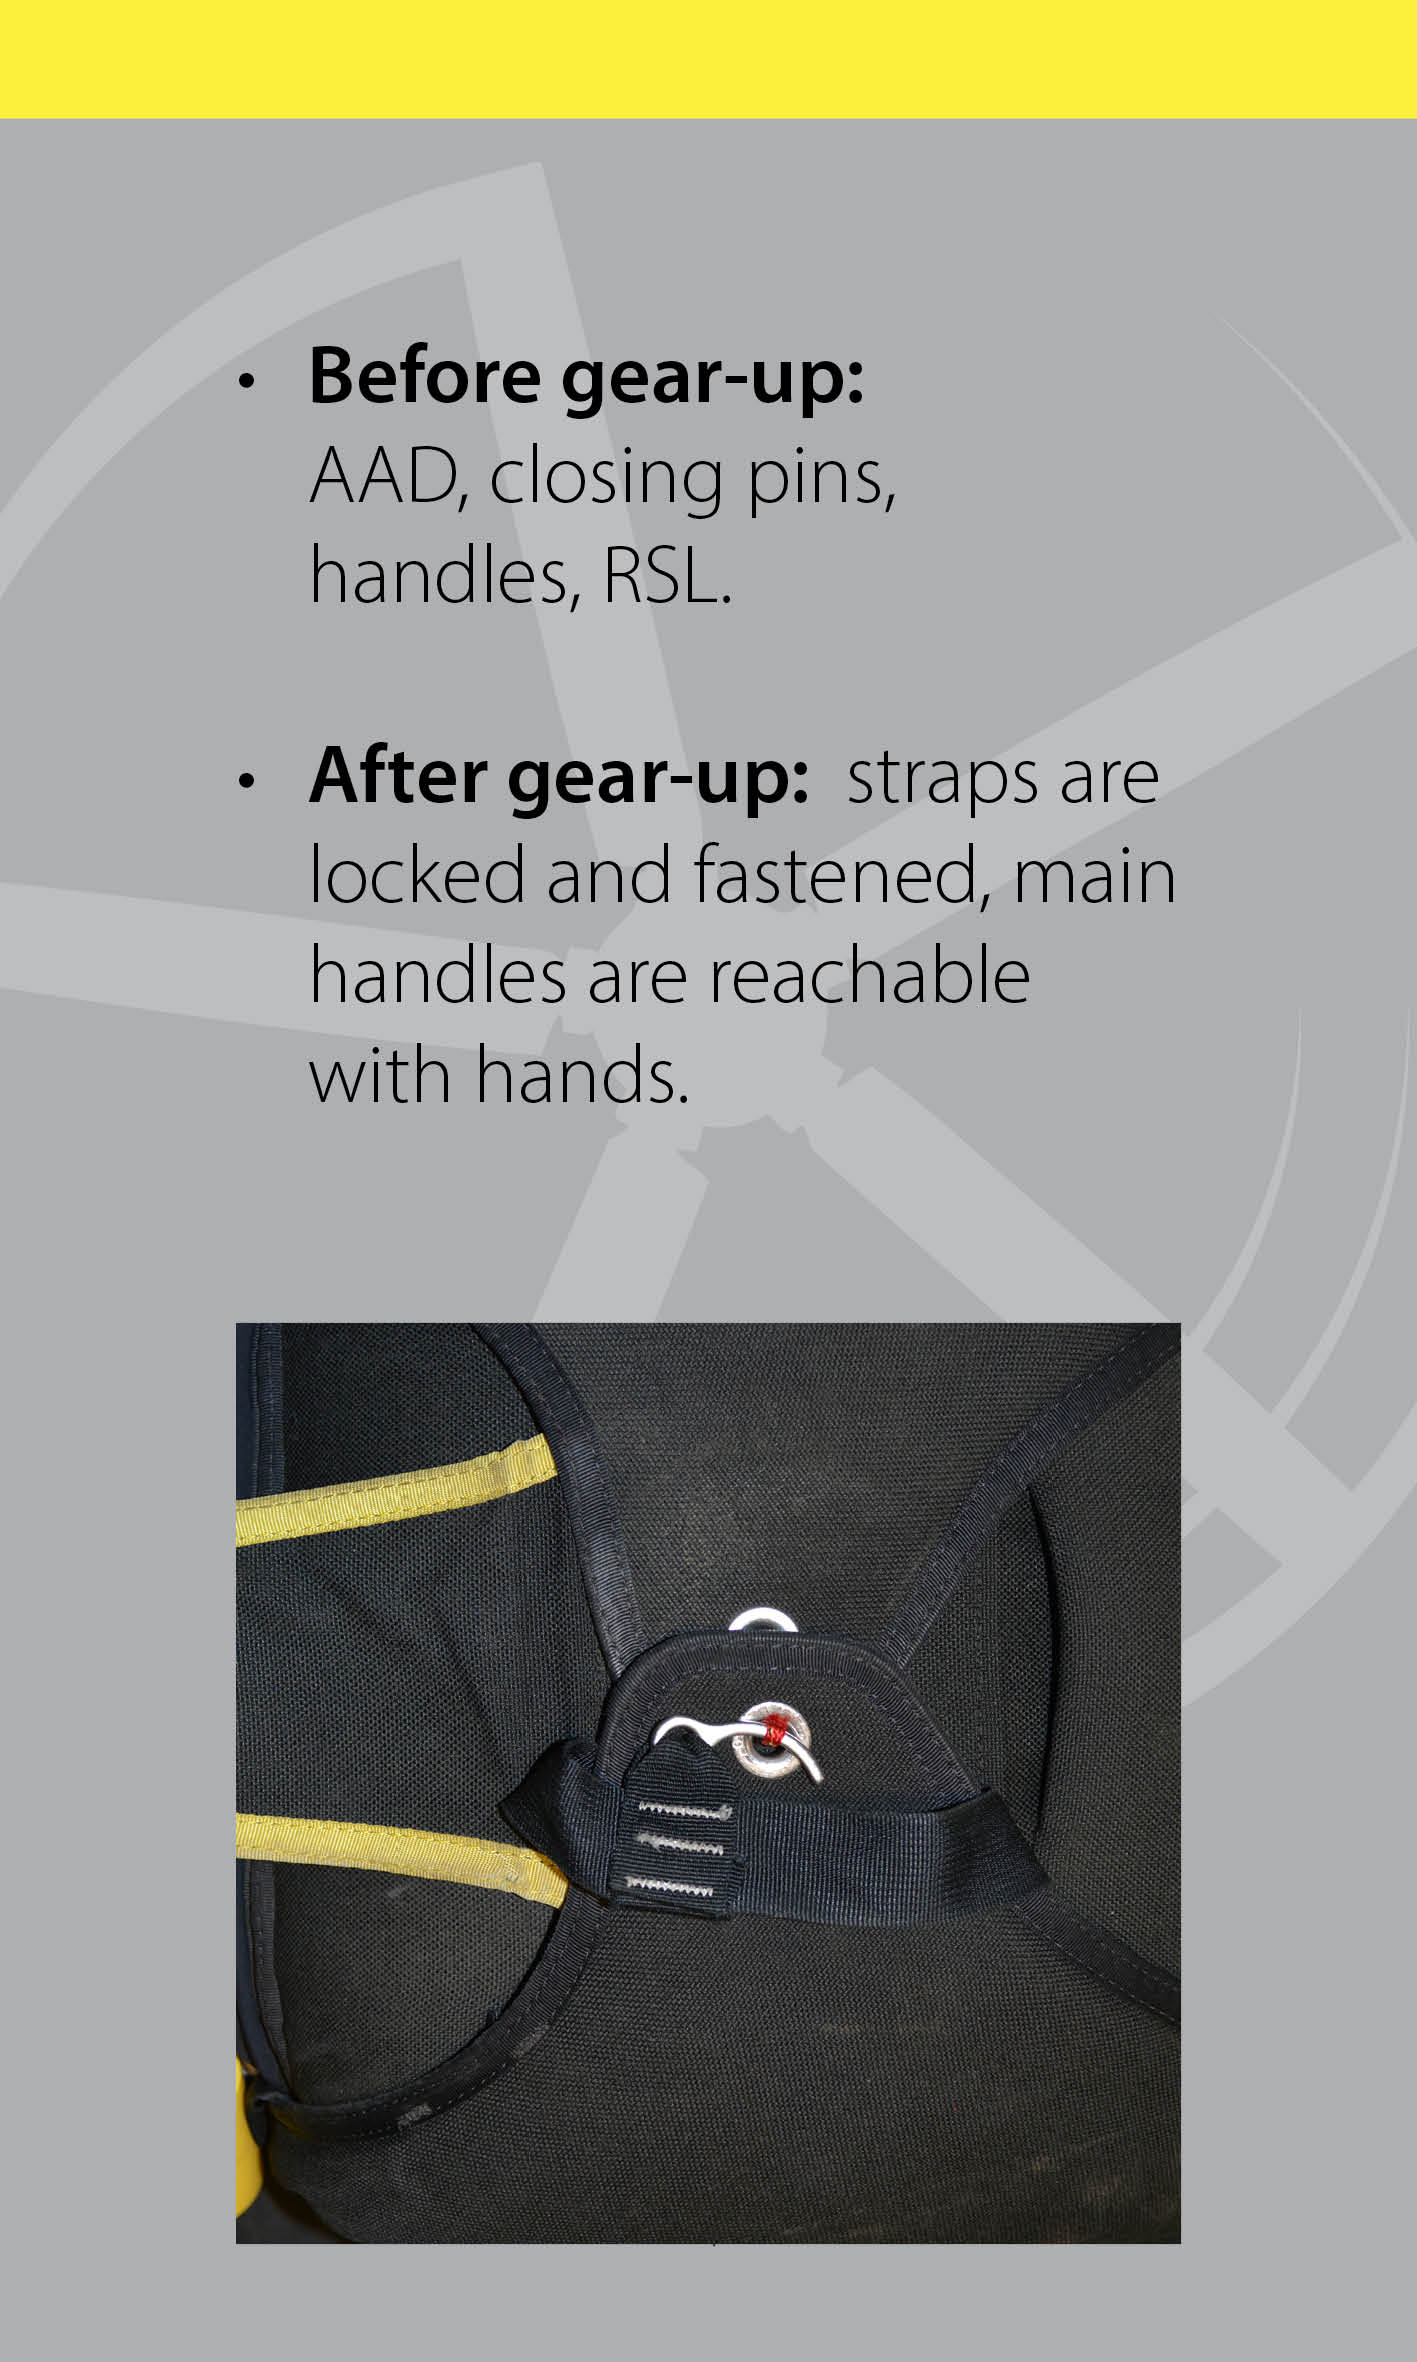 • Before gear-up:
AAD, closing pins,
handles, RSL.
• After gear-up:  straps are
locked and fastened, main
handles are reachable
with hands.